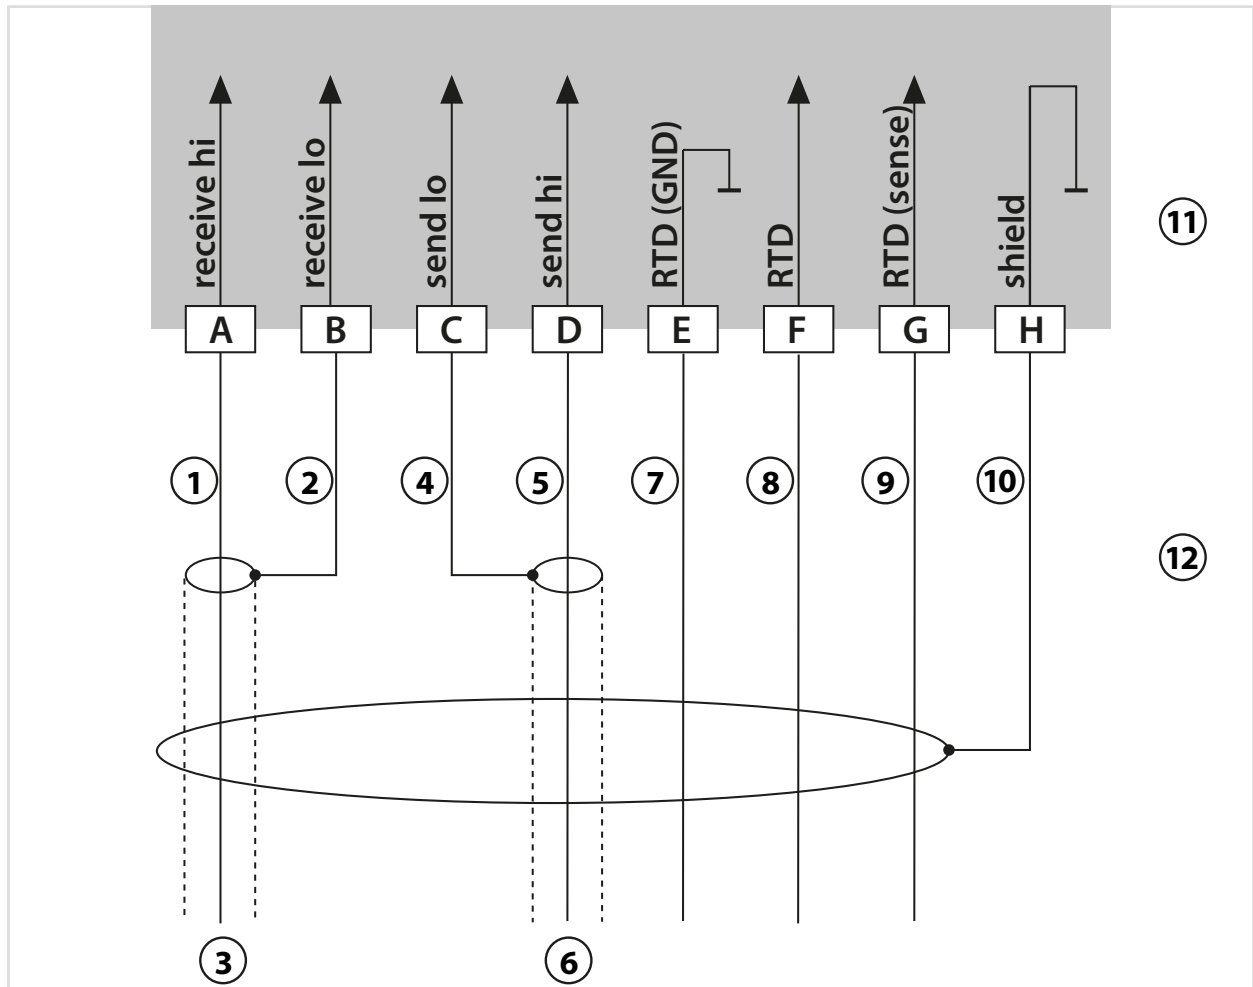 receive hi
receive lo
send lo
send hi
RTD (GND)
RTD
RTD (sense)
shield
11
A
B
C
D
E
F
G
H
1
2
4
5
7
8
9
10
12
3
6